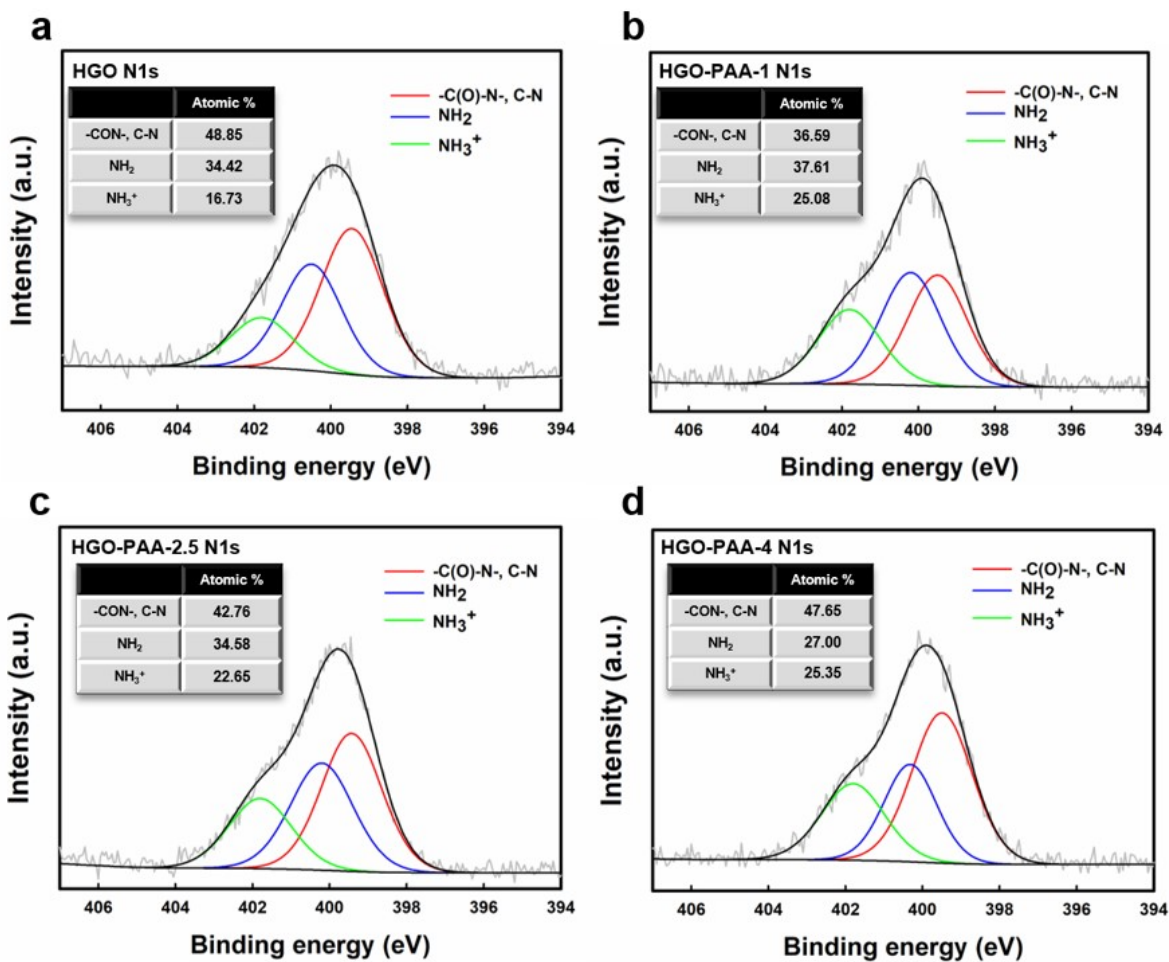 a
HGO N1s
Atomic %
-CON-, C-N 48.85
NH2 34.42
NH3+ 16.73
-C(O)-N-, C-N
NH2
NH3+
Intensity (a.u.)
406 404 402 400 398 396 394
Binding energy (eV)
b
HGO-PAA-1 N1s
Atomic %
-CON-, C-N 36.59
NH2 37.61
NH3+ 25.08
-C(O)-N-, C-N
NH2
NH3+
Intensity (a.u.)
406 404 402 400 398 396 394
Binding energy (eV)
c
HGO-PAA-2.5 N1s
Atomic %
-CON-, C-N 42.76
NH2 34.58
NH3+ 22.65
-C(O)-N-, C-N
NH2
NH3+
Intensity (a.u.)
406 404 402 400 398 396 394
Binding energy (eV)
d
HGO-PAA-4 N1s
Atomic %
-CON-, C-N 47.65
NH2 27.00
NH3+ 25.35
-C(O)-N-, C-N
NH2
NH3+
Intensity (a.u.)
406 404 402 400 398 396 394
Binding energy (eV)